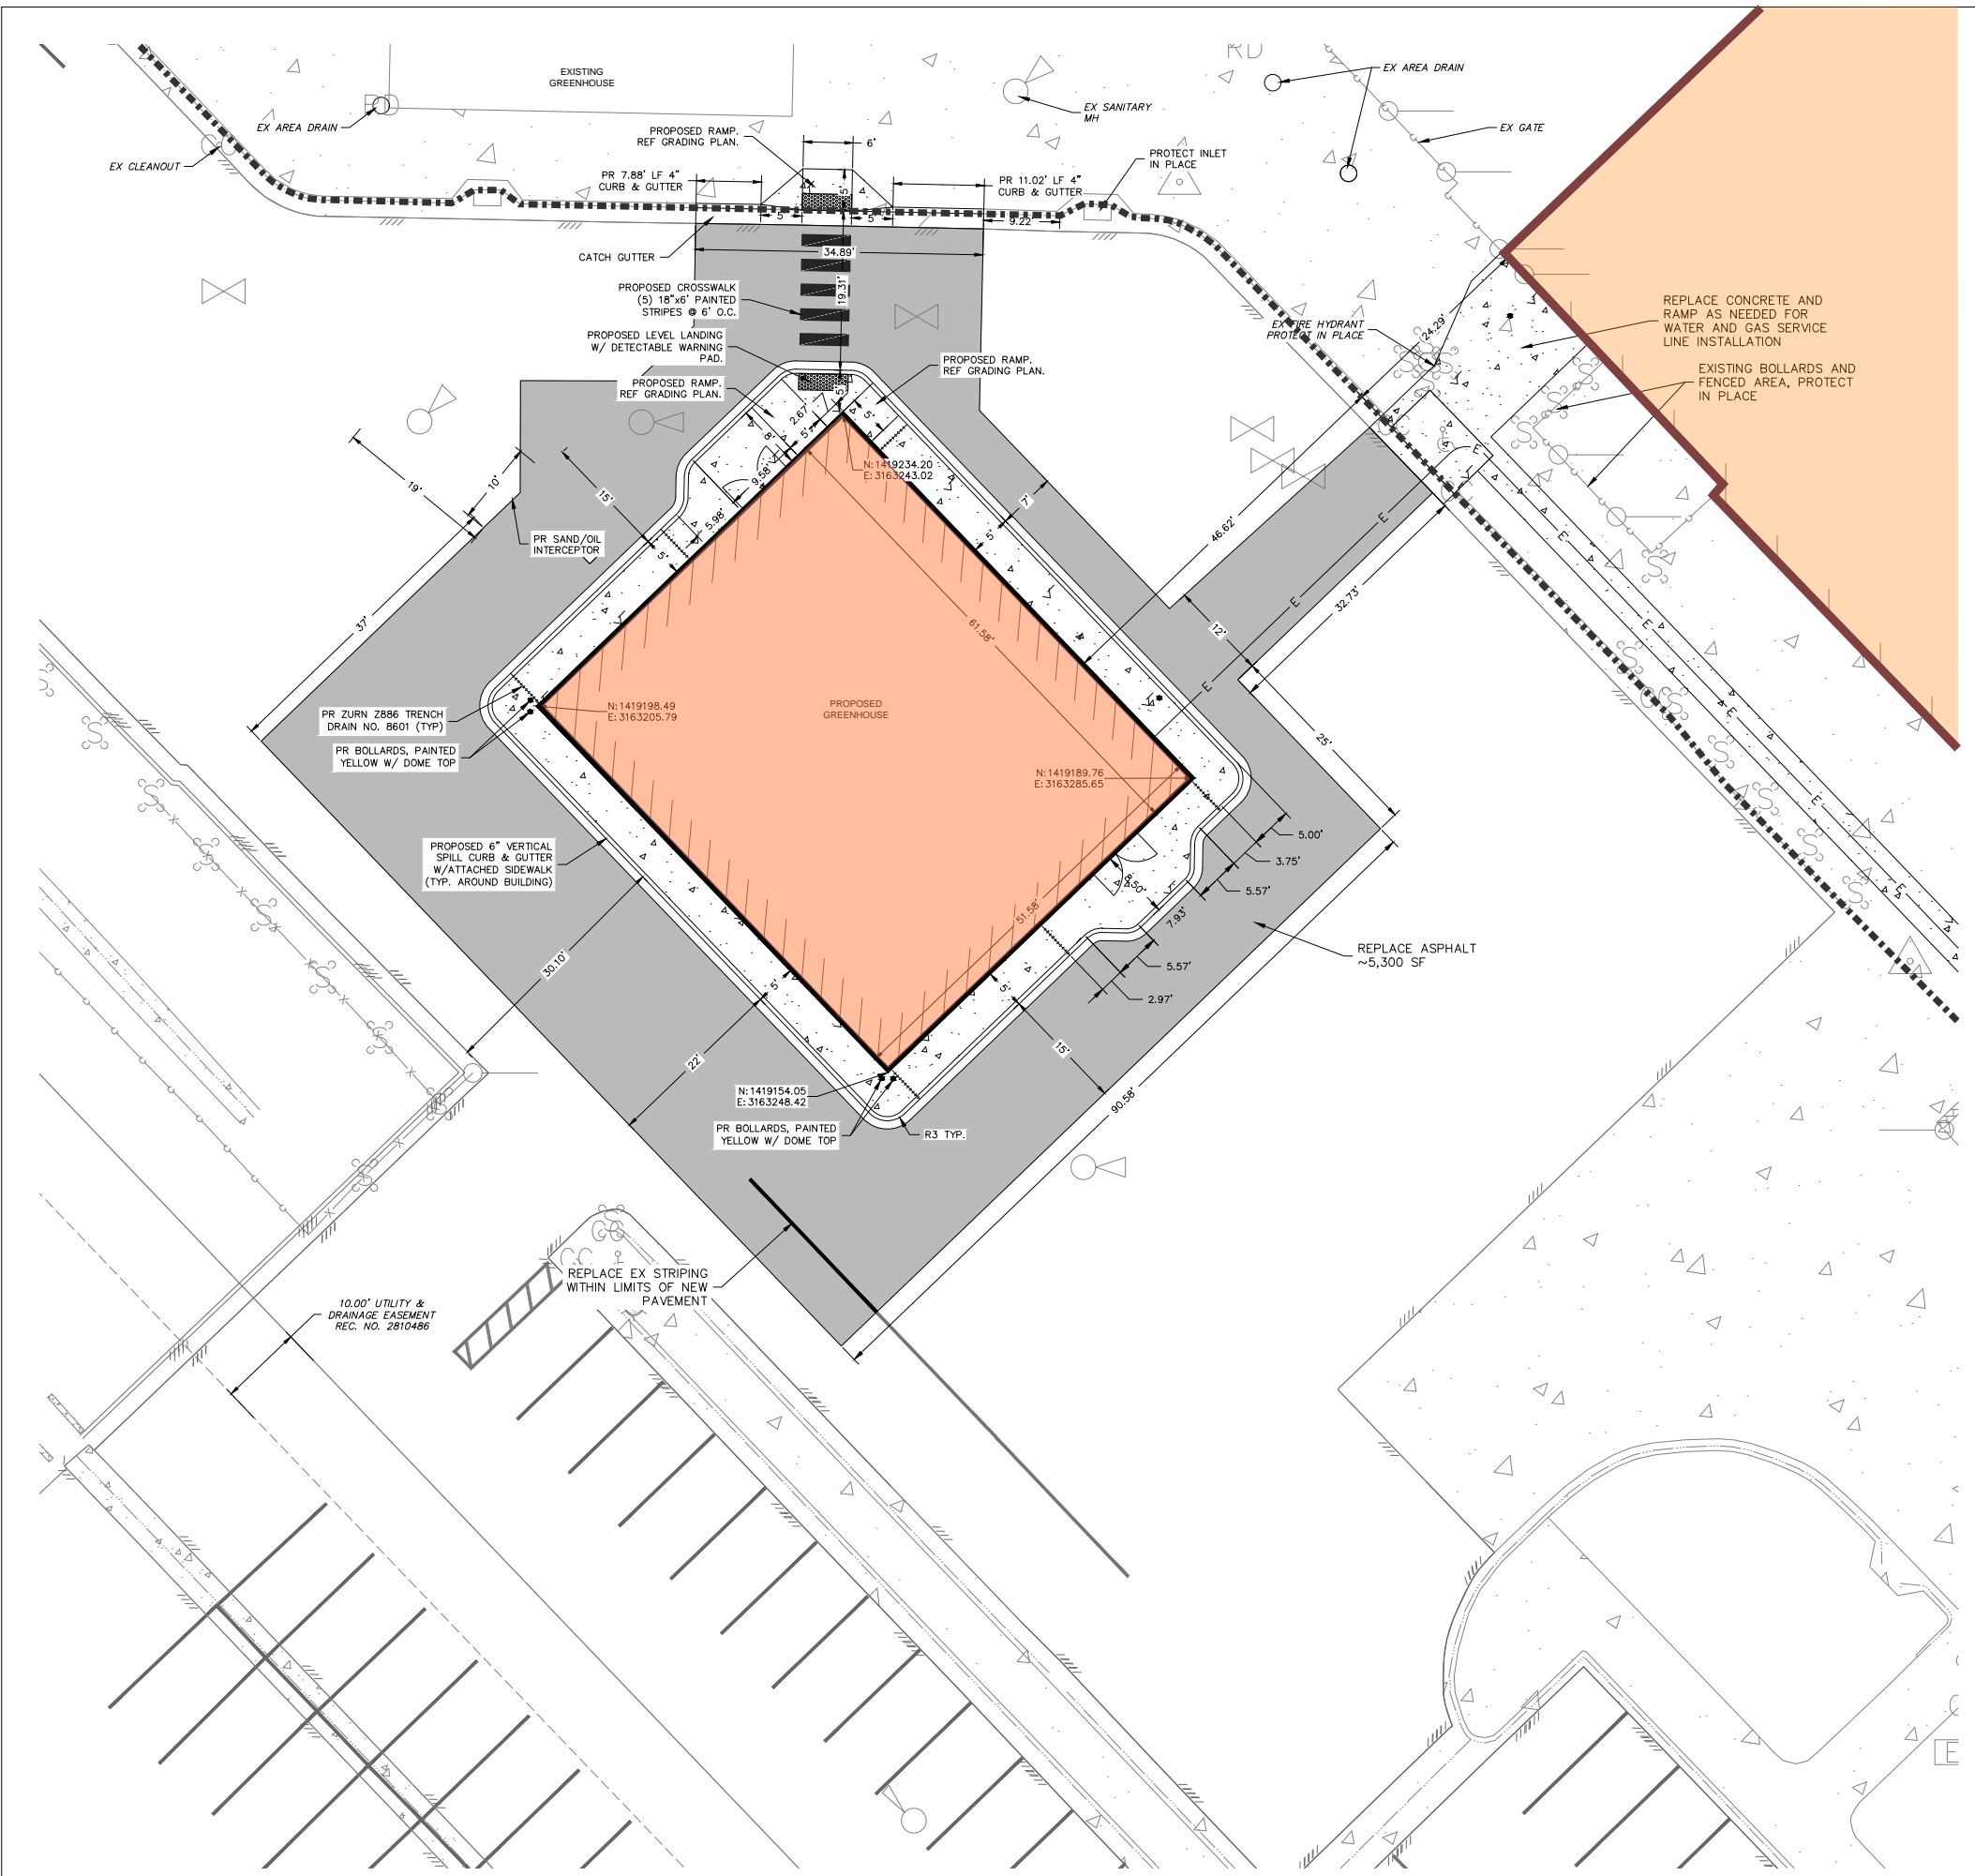 RD
EXISTING
GREENHOUSE
EX AREA DRAIN
RD
EX AREA DRAIN
EX SANITARY
MH
EX GATE
EX CLEANOUT
PROPOSED RAMP.
REF GRADING PLAN.
6'
PROTECT INLET
IN PLACE
PR 7.88' LF 4"
CURB & GUTTER
5'
PR 11.02' LF 4"
CURB & GUTTER
5'
5'
9.22'
CATCH GUTTER
34.89'
19.31'
PROPOSED CROSSWALK
(5) 18"x6' PAINTED
STRIPES @ 6' O.C.
EX FIRE HYDRANT
PROTECT IN PLACE
24.29'
REPLACE CONCRETE AND
RAMP AS NEEDED FOR
WATER AND GAS SERVICE
LINE INSTALLATION
PROPOSED LEVEL LANDING
W/ DETECTABLE WARNING
PAD.
PROPOSED RAMP.
REF GRADING PLAN.
EXISTING BOLLARDS AND
FENCED AREA, PROTECT
IN PLACE
PROPOSED RAMP.
REF GRADING PLAN.
5'
2.67'
5'
8'
5'
N:1419234.20
E:3163243.02
9.58'
19'
10'
15'
7'
5.98'
5'
5'
PR SAND/OIL
INTERCEPTOR
46.62'
E
E
E
E
E
E
32.73'
37'
61.58'
12'
N:1419198.49
E:3163205.79
PROPOSED
GREENHOUSE
PR ZURN Z886 TRENCH
DRAIN NO. 8601 (TYP)
PR BOLLARDS, PAINTED
YELLOW W/ DOME TOP
25'
N:1419189.76
E:3163285.65
5.00'
3.75'
5.57'
8.50'
7.93'
51.58'
PROPOSED 6" VERTICAL
SPILL CURB & GUTTER
W/ATTACHED SIDEWALK
(TYP. AROUND BUILDING)
REPLACE ASPHALT
~5,300 SF
30.10'
5.57'
5'
5'
2.97'
22'
15'
N:1419154.05
E:3163248.42
90.58'
PR BOLLARDS, PAINTED
YELLOW W/ DOME TOP
R3 TYP.
REPLACE EX STRIPING
WITHIN LIMITS OF NEW
PAVEMENT
10.00' UTILITY &
DRAINAGE EASEMENT
REC. NO. 2810486
E